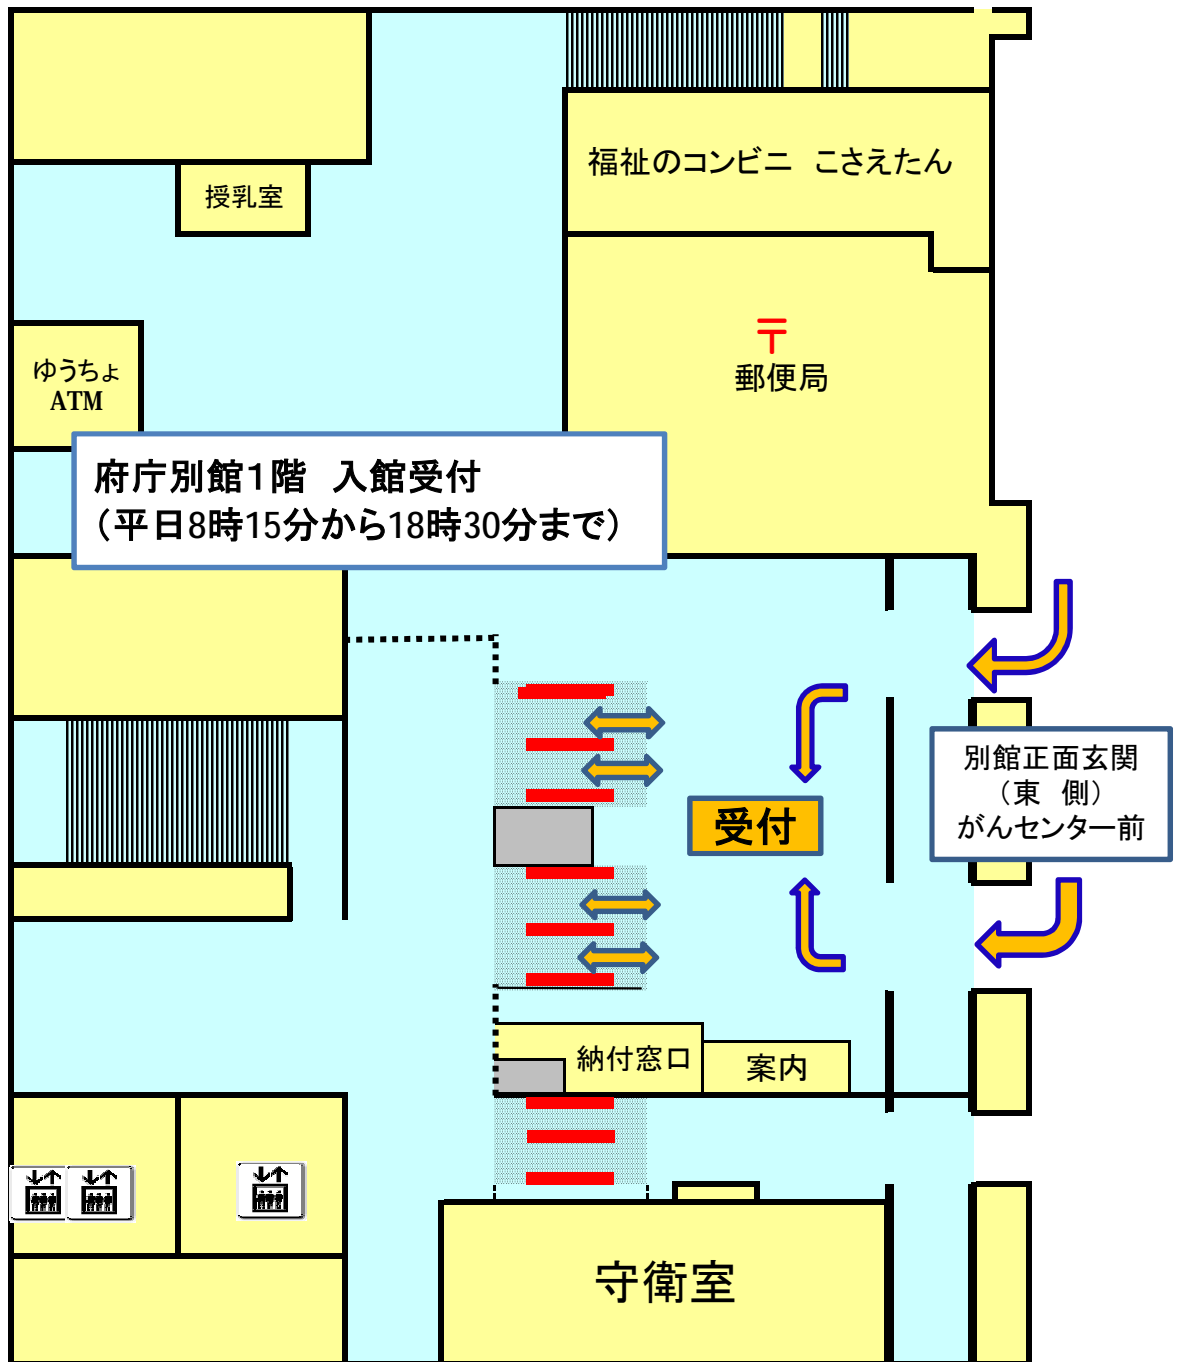 福祉のコンビニ　こさえたん
授乳室
〒
郵便局
ゆうちょ
ATM
府庁別館１階　入館受付
（平日8時15分から18時30分まで）
別館正面玄関
（東　側）
がんセンター前
受付
納付窓口
案内
守衛室